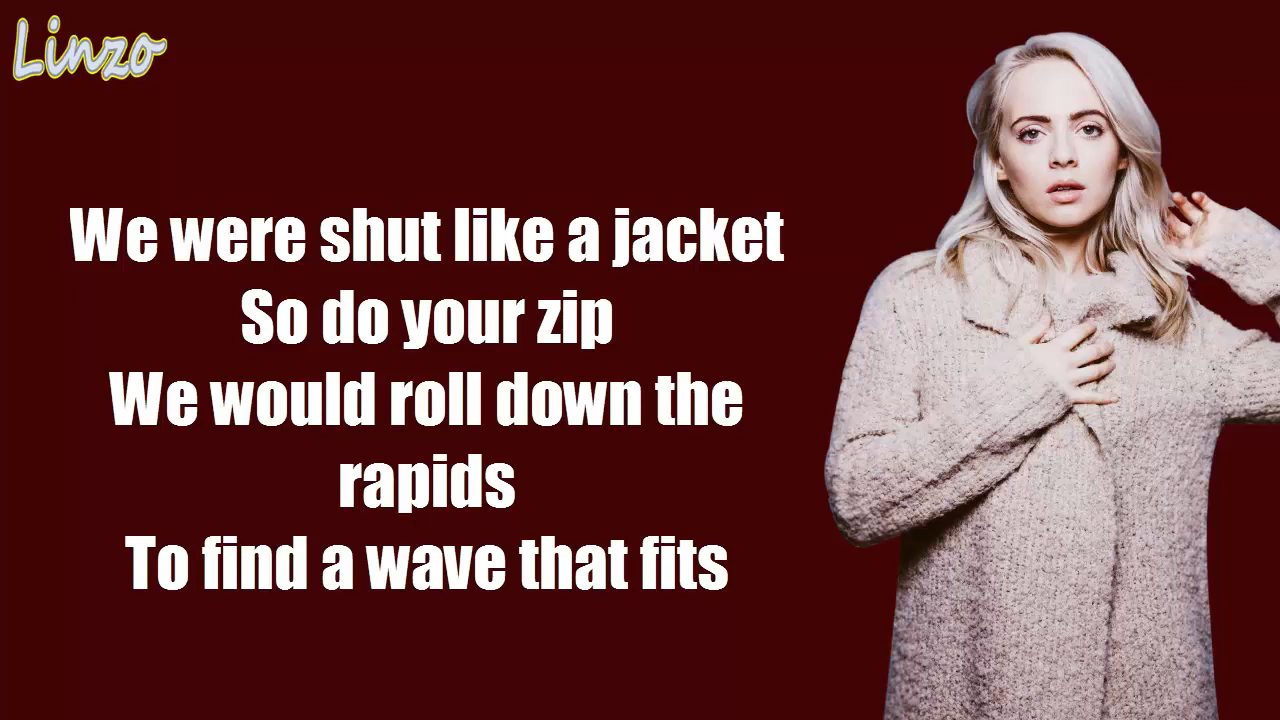 Linzo
We were shut like a jacket
So do your zip
We would roll down the
rapids
To find a wave that fits